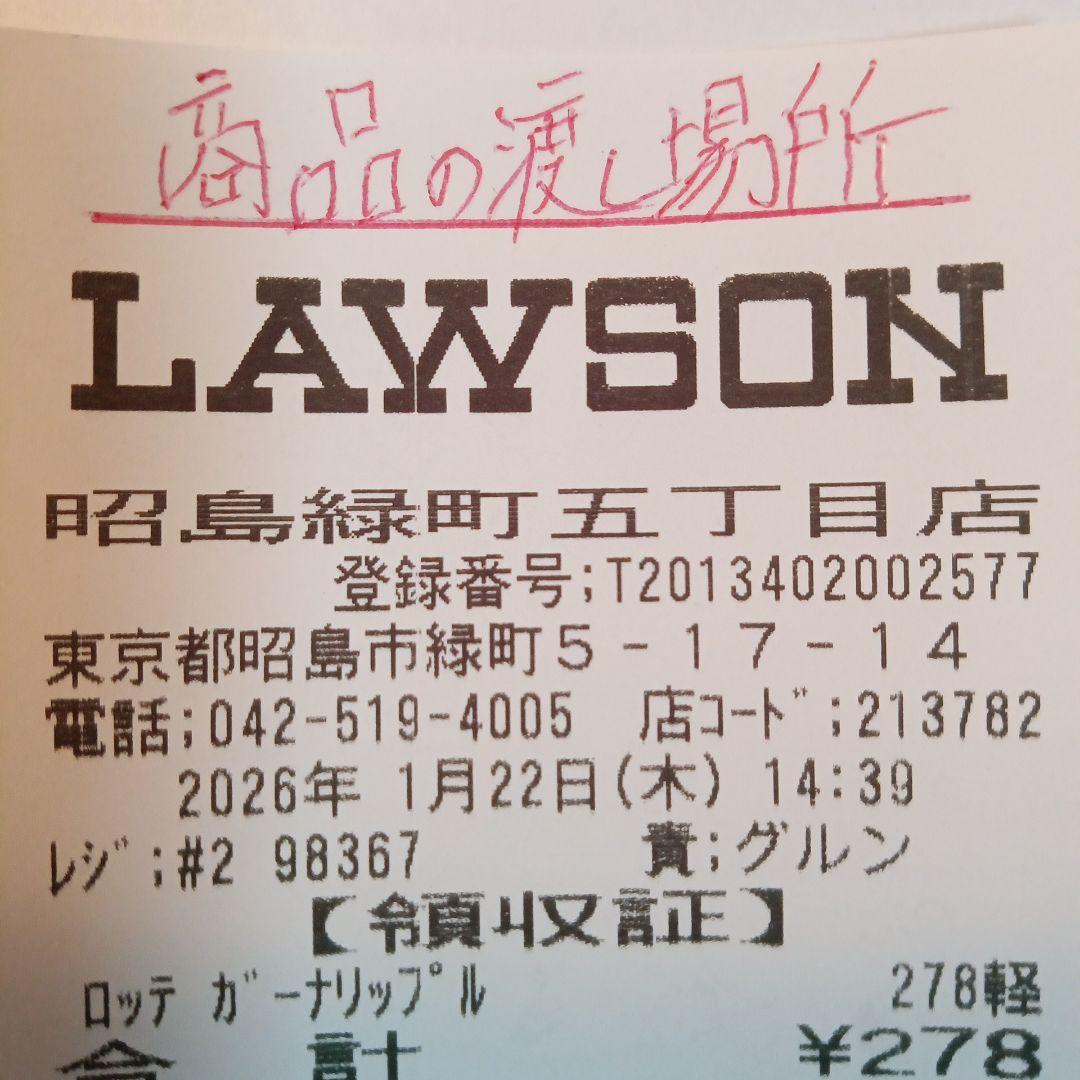 商品の渡し場所
LAWSON
昭島緑町五丁目店
登録番号;T2013402002577
東京都昭島市緑町5-17-14
電話;042-519-4005 店コード;213782
2026年 1月22日(木) 14:39
レジ;#2 98367 責;グルン
【領収証】
ロッテ ガーナリップル 278軽
合 計 ¥278